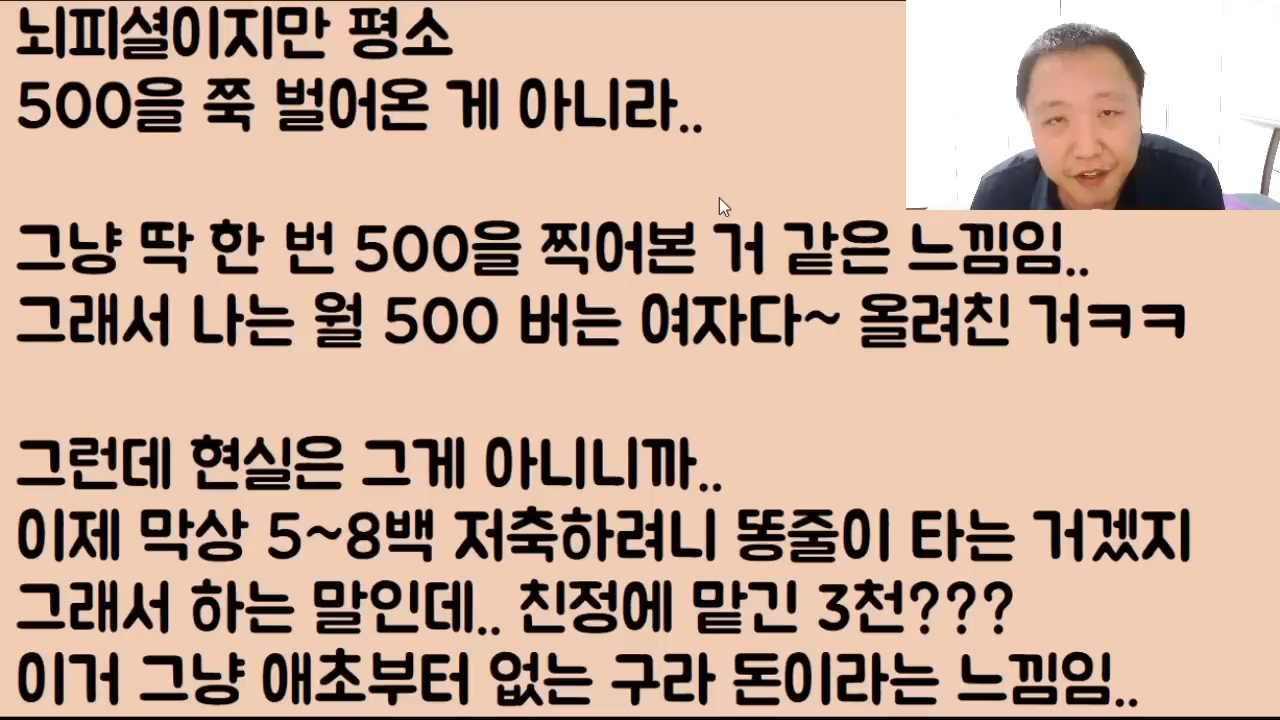 뇌피셜이지만 평소
500을 쭉 벌어온 게 아니라..
그냥 딱 한 번 500을 찍어본 거 같은 느낌임..
그래서 나는 월 500 버는 여자다~ 올려친 거ㅋㅋ
그런데 현실은 그게 아니니까..
이제 막상 5~8백 저축하려니 똥줄이 타는 거겠지
그래서 하는 말인데.. 친정에 맡긴 3천???
이거 그냥 애초부터 없는 구라 돈이라는 느낌임..